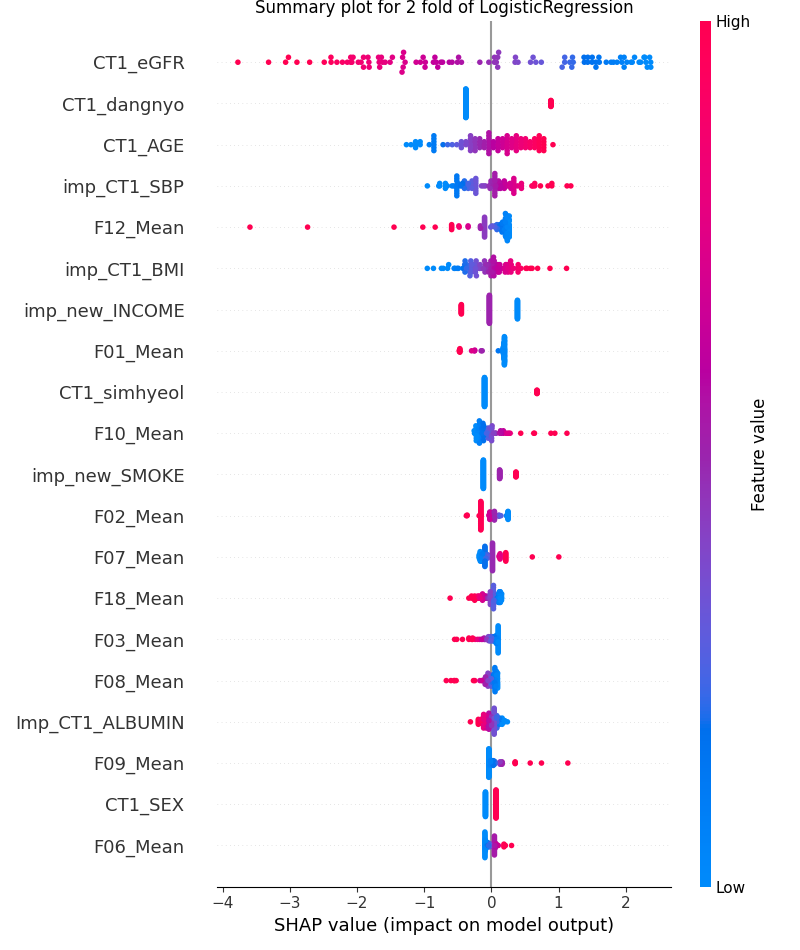 Summary plot for 2 fold of LogisticRegression
High
CT1_eGFR
CT1_dangnyo
CT1_AGE
imp_CT1_SBP
F12_Mean
imp_CT1_BMI
imp_new_INCOME
F01_Mean
CT1_simhyeol
F10_Mean
imp_new_SMOKE
F02_Mean
F07_Mean
F18_Mean
F03_Mean
F08_Mean
Imp_CT1_ALBUMIN
F09_Mean
CT1_SEX
F06_Mean
Feature value
Low
−4 −3 −2 −1 0 1 2
SHAP value (impact on model output)